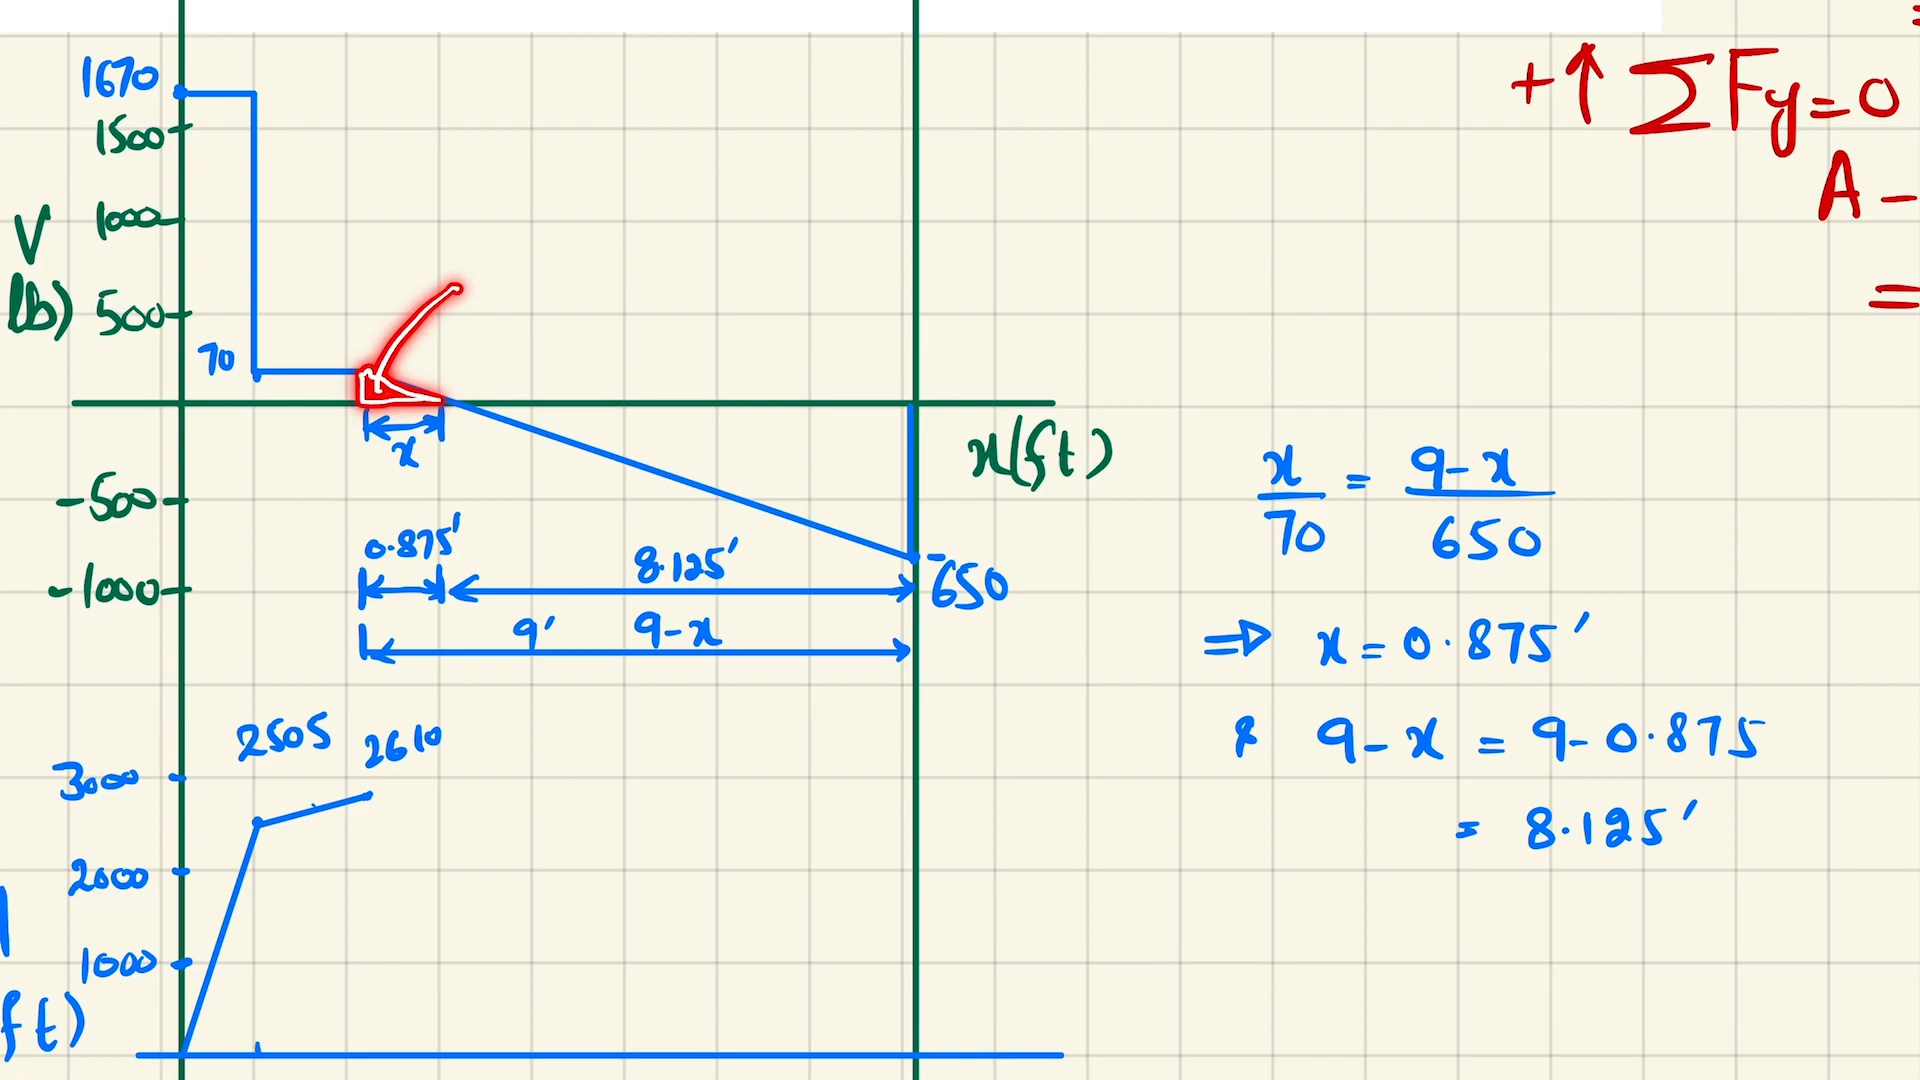 1670
1500
V
1000
lb)
500
70
x
x(ft)
-500
0.875'
8.125'
-1000
-650
9'
9-x
2505
2610
3000
2000
1000
ft)
+↑ ΣFy=0
A -
=
x/70 = 9-x/650
⇒ x = 0.875'
& 9-x = 9-0.875
= 8.125'